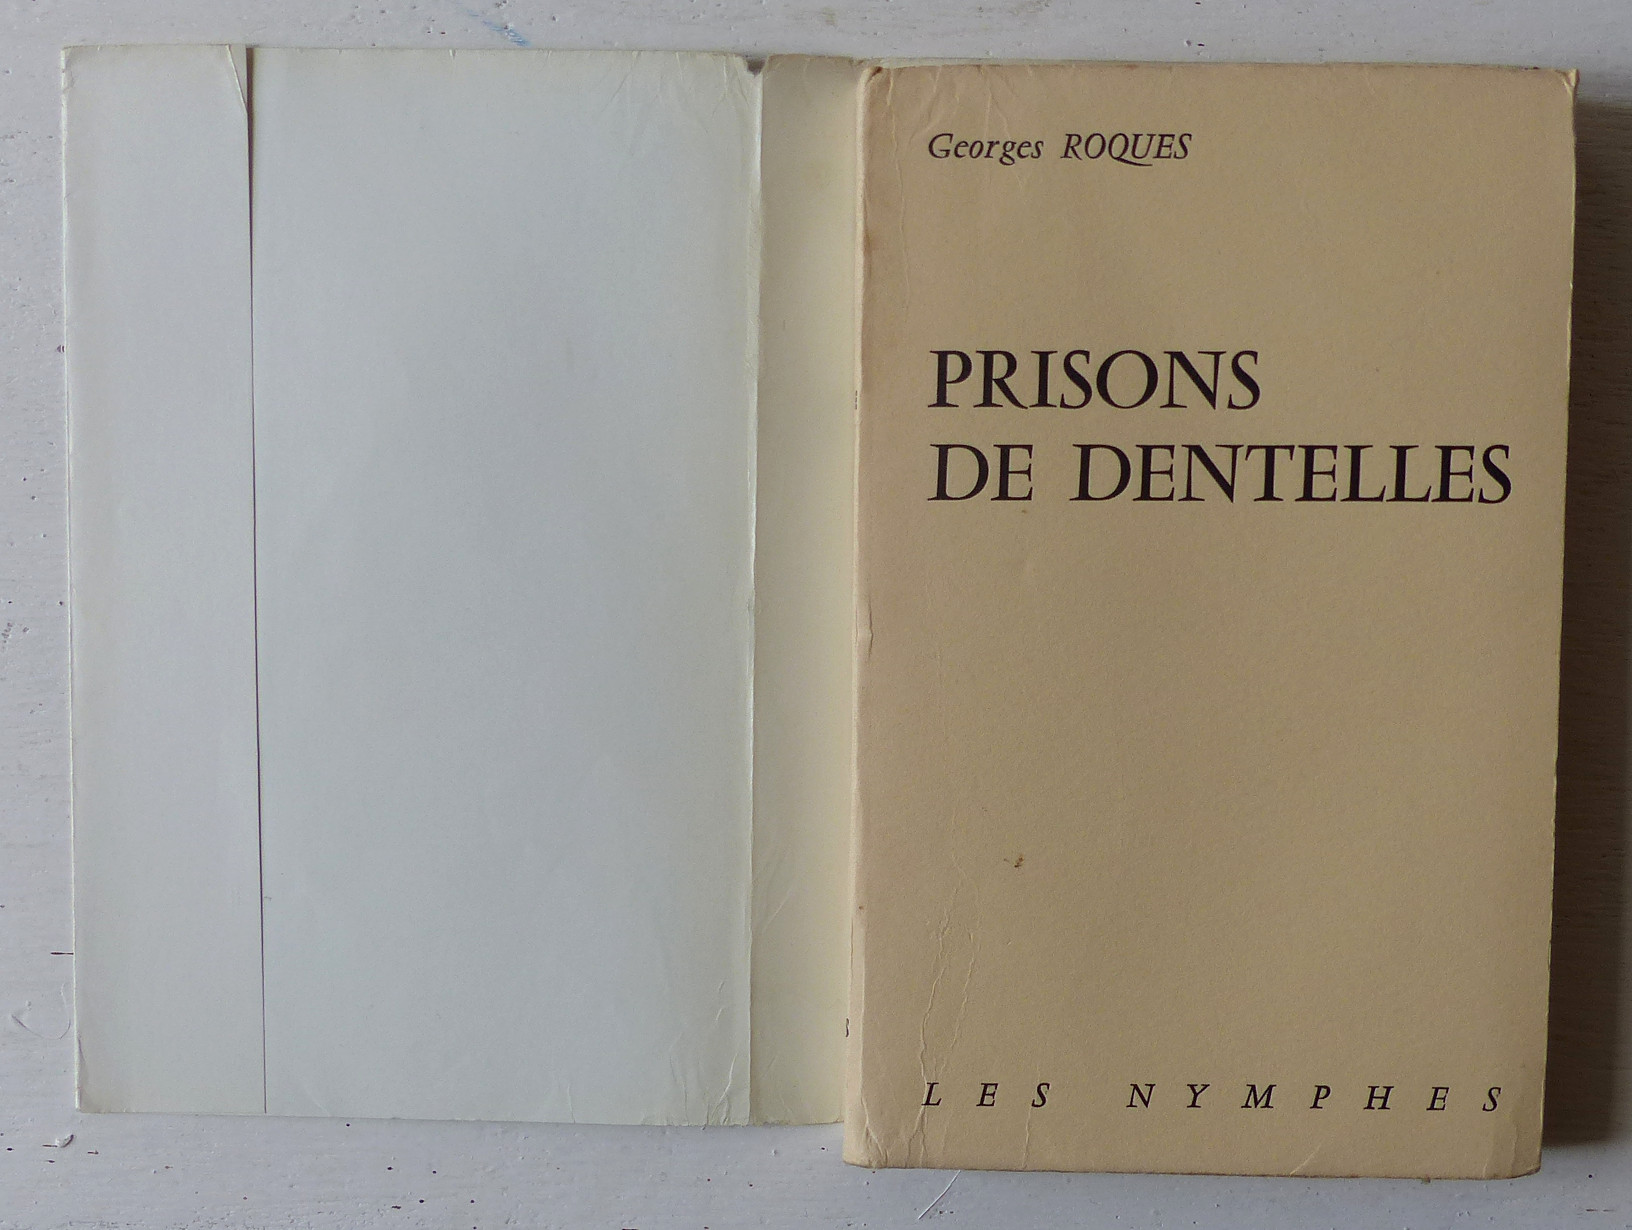 Georges ROQUES
PRISONS
DE DENTELLES
LES NYMPHES